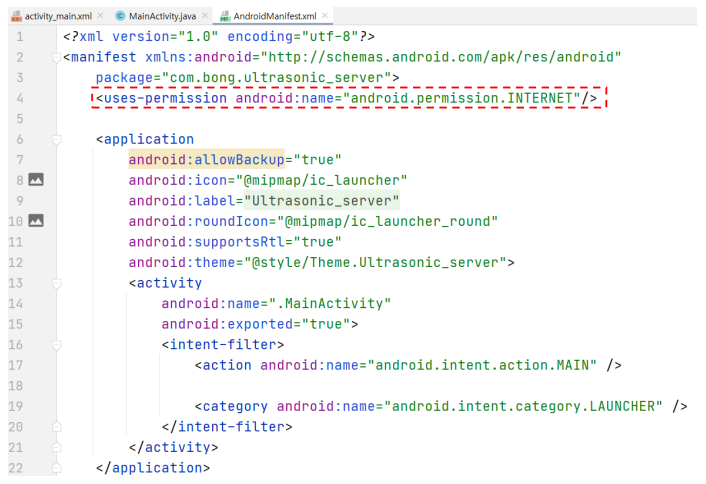 activity_main.xml × MainActivity.java × AndroidManifest.xml ×
1 <?xml version="1.0" encoding="utf-8"?>
2 <manifest xmlns:android="http://schemas.android.com/apk/res/android"
3 package="com.bong.ultrasonic_server">
4 <uses-permission android:name="android.permission.INTERNET"/>
5
6 <application
7 android:allowBackup="true"
8 android:icon="@mipmap/ic_launcher"
9 android:label="Ultrasonic_server"
10 android:roundIcon="@mipmap/ic_launcher_round"
11 android:supportsRtl="true"
12 android:theme="@style/Theme.Ultrasonic_server">
13 <activity
14 android:name=".MainActivity"
15 android:exported="true">
16 <intent-filter>
17 <action android:name="android.intent.action.MAIN" />
18
19 <category android:name="android.intent.category.LAUNCHER" />
20 </intent-filter>
21 </activity>
22 </application>